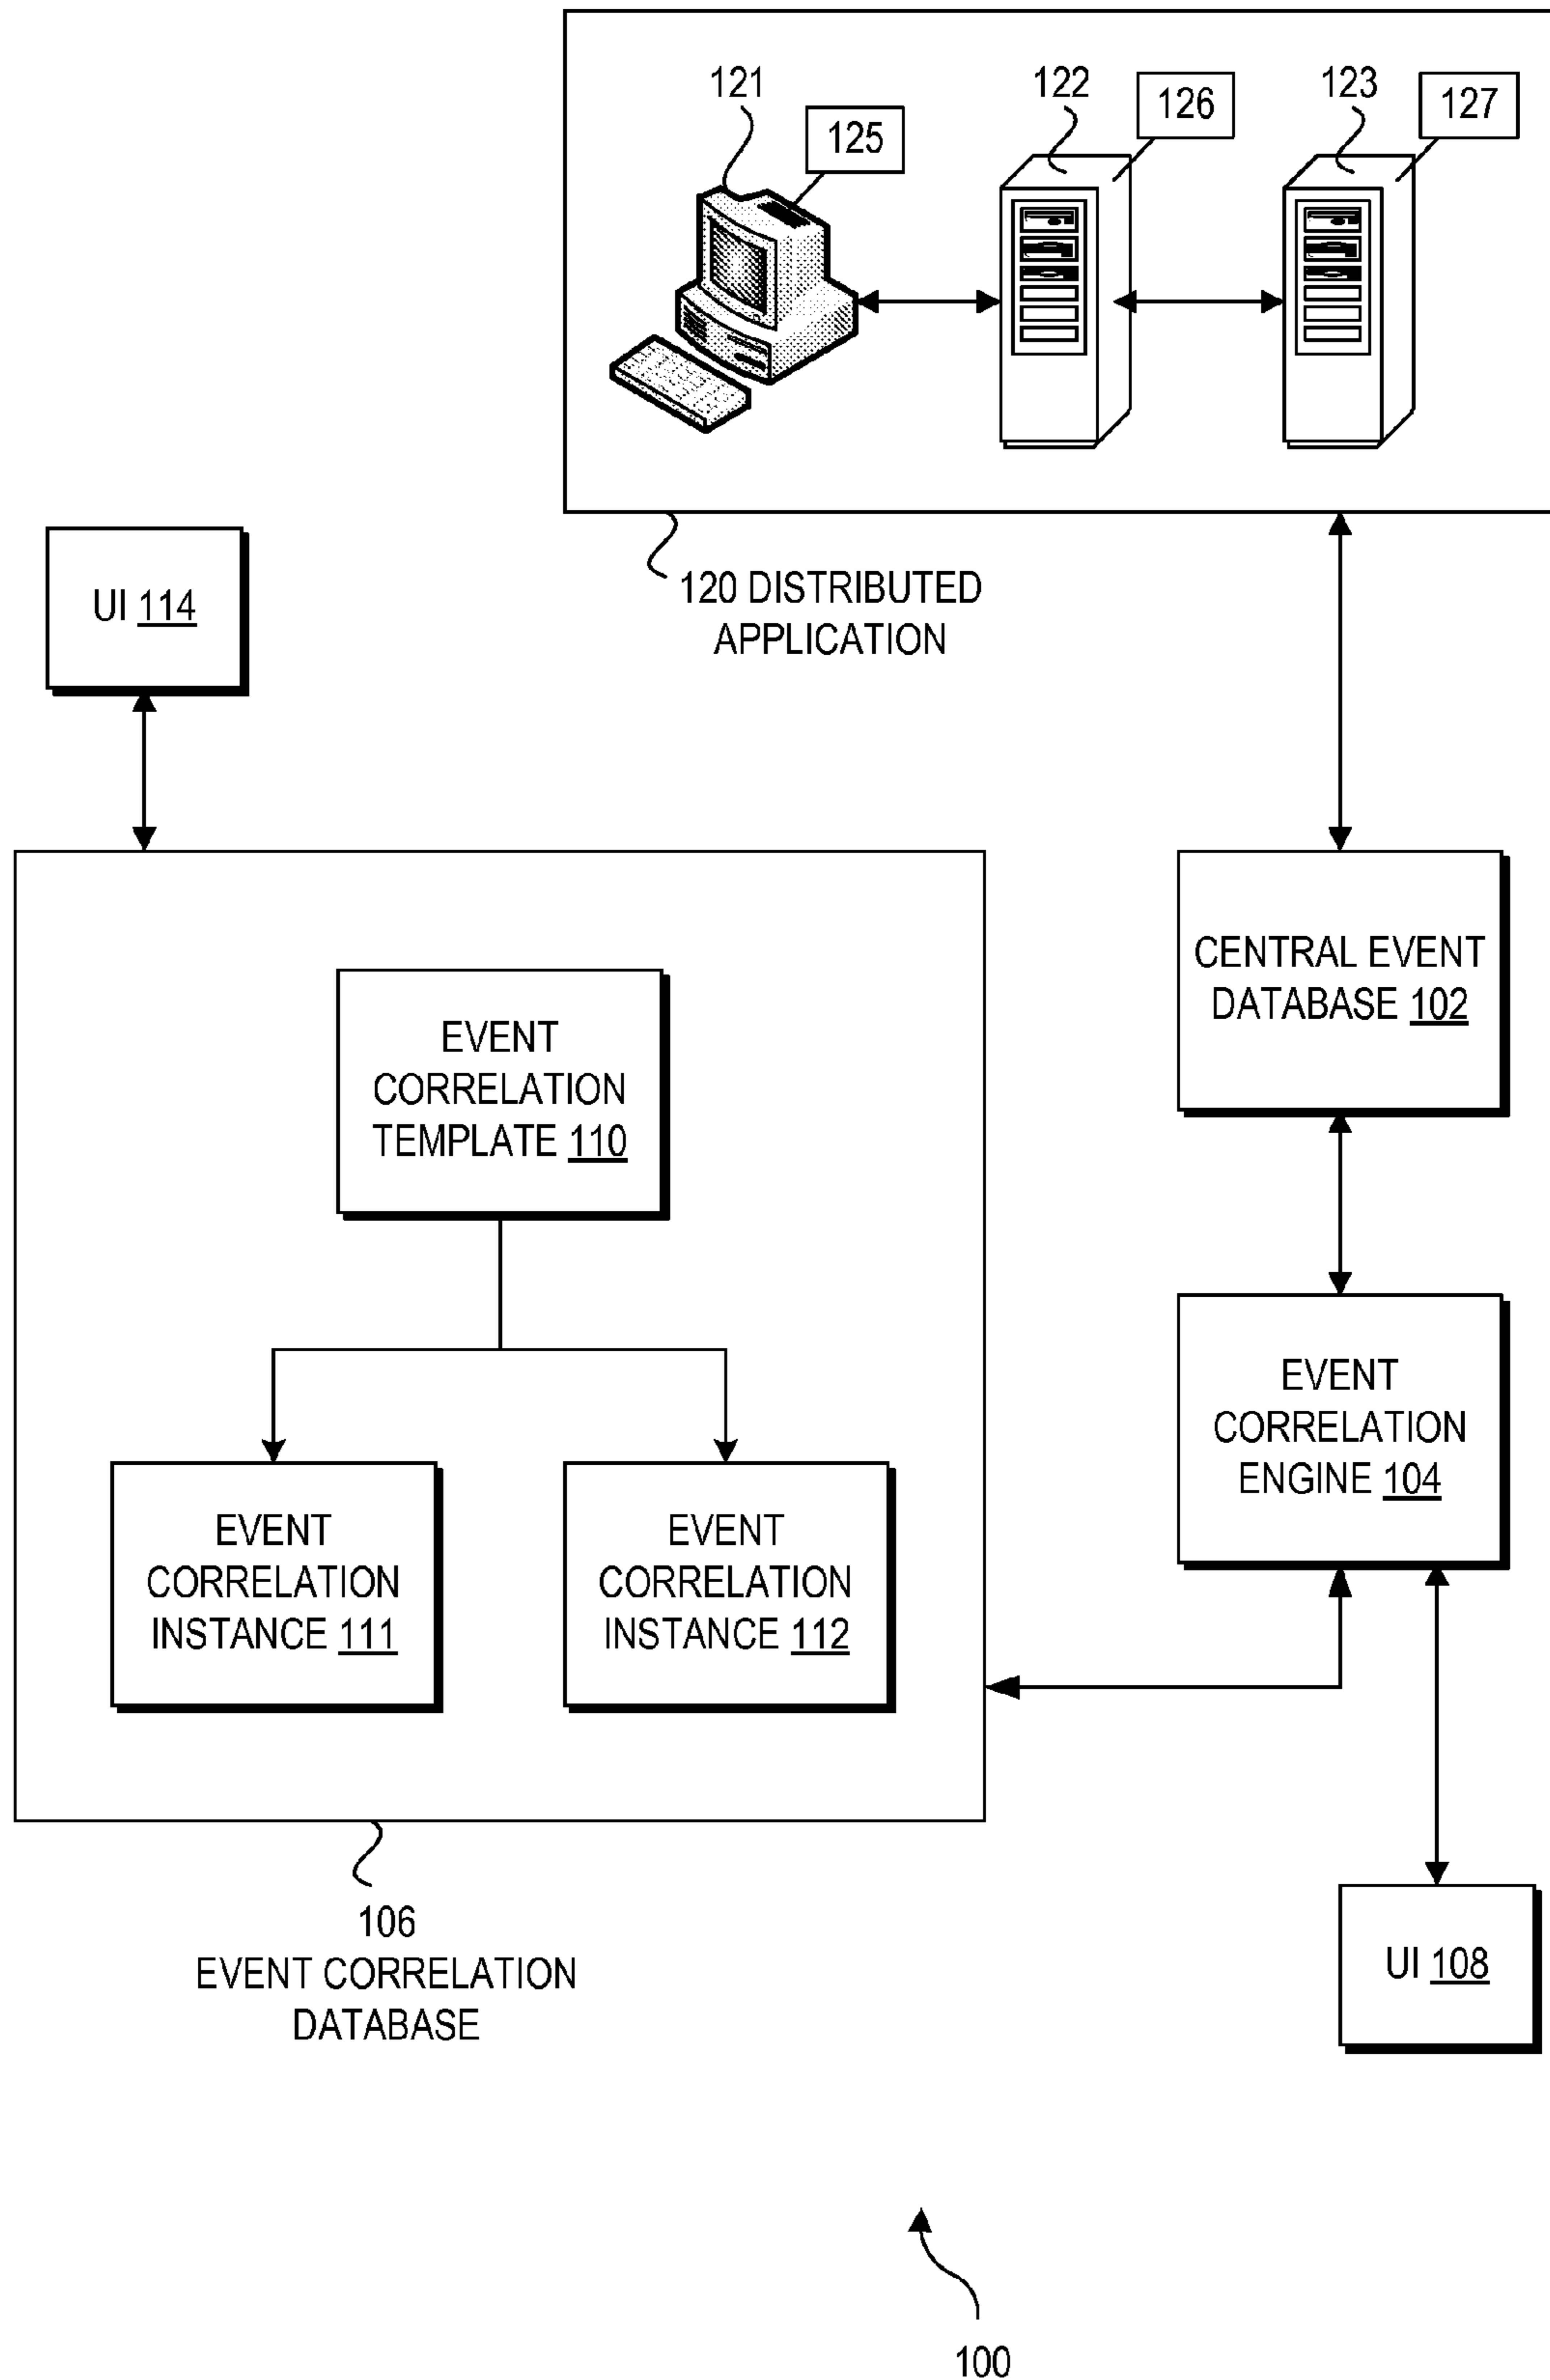 121
125
122
126
123
127
120 DISTRIBUTED
APPLICATION
UI 114
CENTRAL EVENT
DATABASE 102
EVENT
CORRELATION
TEMPLATE 110
EVENT
CORRELATION
ENGINE 104
EVENT
CORRELATION
INSTANCE 111
EVENT
CORRELATION
INSTANCE 112
106
EVENT CORRELATION
DATABASE
UI 108
100